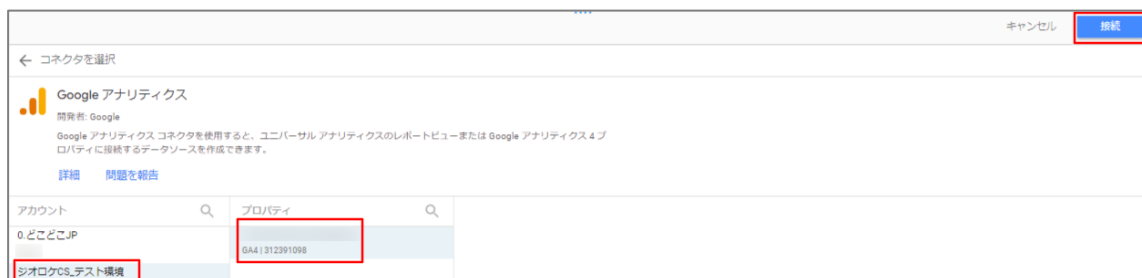 キャンセル
接続
← コネクタを選択
Google アナリティクス
開発者: Google
Google アナリティクス コネクタを使用すると、ユニバーサル アナリティクスのレポートビューまたは Google アナリティクス 4 プ
ロパティに接続するデータソースを作成できます。
詳細 問題を報告
アカウント
プロパティ
0.どこどこJP
GA4 | 312391098
ジオロケCS_テスト環境